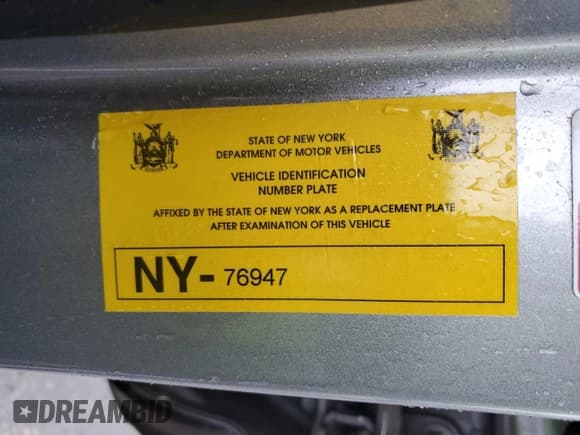 STATE OF NEW YORK
DEPARTMENT OF MOTOR VEHICLES
VEHICLE IDENTIFICATION
NUMBER PLATE
AFFIXED BY THE STATE OF NEW YORK AS A REPLACEMENT PLATE
AFTER EXAMINATION OF THIS VEHICLE
NY- 76947
DREAMBID